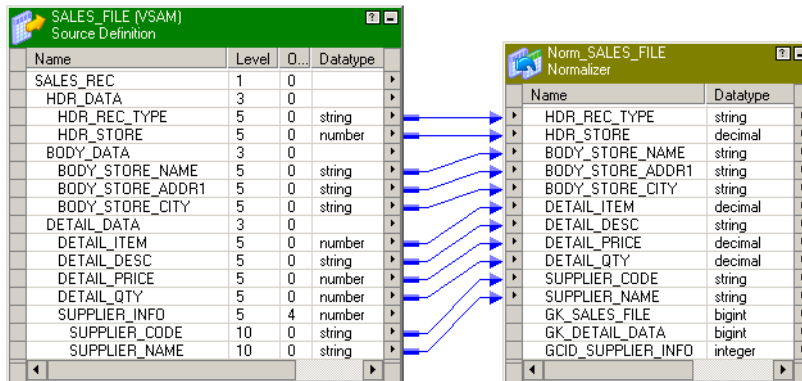 SALES_FILE (VSAM)
Source Definition
Name Level O... Datatype
SALES_REC 1 0
HDR_DATA 3 0
HDR_REC_TYPE 5 0 string
HDR_STORE 5 0 number
BODY_DATA 3 0
BODY_STORE_NAME 5 0 string
BODY_STORE_ADDR1 5 0 string
BODY_STORE_CITY 5 0 string
DETAIL_DATA 3 0
DETAIL_ITEM 5 0 number
DETAIL_DESC 5 0 string
DETAIL_PRICE 5 0 number
DETAIL_QTY 5 0 number
SUPPLIER_INFO 5 4 number
SUPPLIER_CODE 10 0 string
SUPPLIER_NAME 10 0 string
Norm_SALES_FILE
Normalizer
Name Datatype
HDR_REC_TYPE string
HDR_STORE decimal
BODY_STORE_NAME string
BODY_STORE_ADDR1 string
BODY_STORE_CITY string
DETAIL_ITEM decimal
DETAIL_DESC string
DETAIL_PRICE decimal
DETAIL_QTY decimal
SUPPLIER_CODE string
SUPPLIER_NAME string
GK_SALES_FILE bigint
GK_DETAIL_DATA bigint
GCID_SUPPLIER_INFO integer